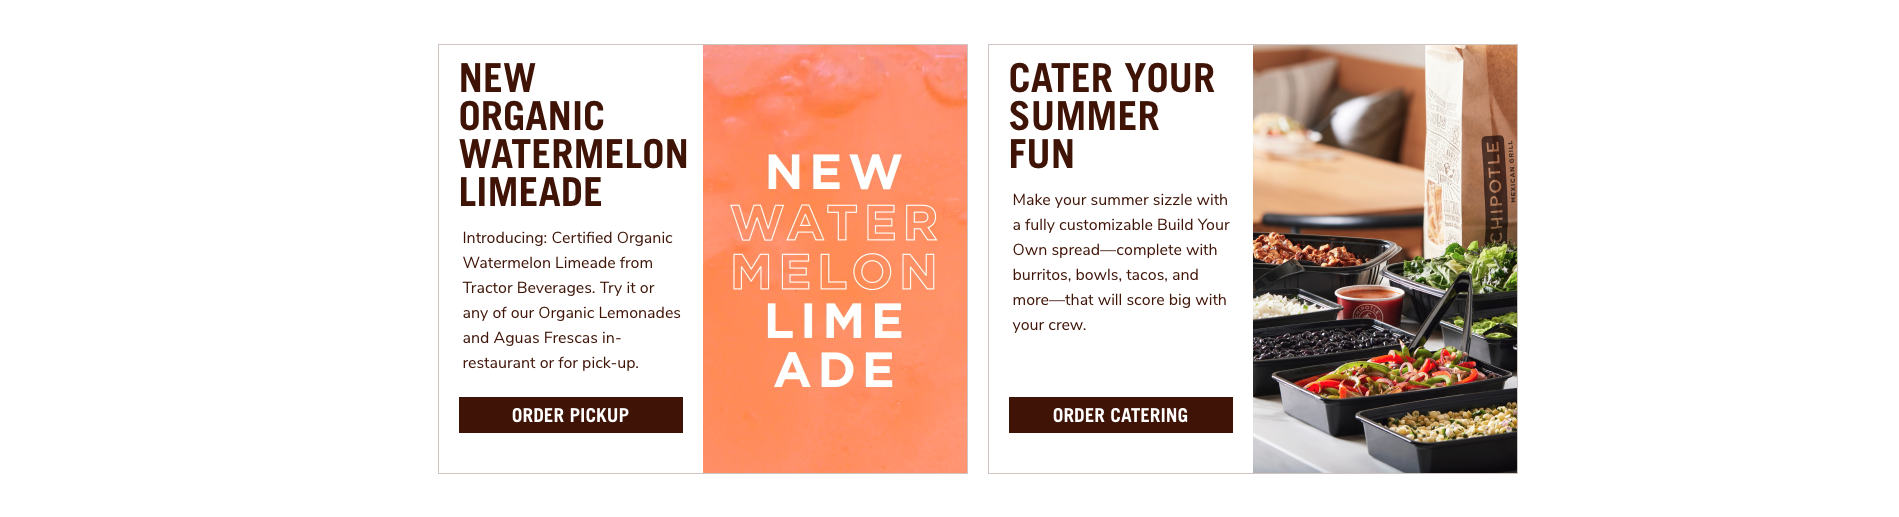 NEW
ORGANIC
WATERMELON
LIMEADE
Introducing: Certified Organic
Watermelon Limeade from
Tractor Beverages. Try it or
any of our Organic Lemonades
and Aguas Frescas in-
restaurant or for pick-up.
ORDER PICKUP
NEW
WATER
MELON
LIME
ADE
CATER YOUR
SUMMER
FUN
Make your summer sizzle with
a fully customizable Build Your
Own spread—complete with
burritos, bowls, tacos, and
more—that will score big with
your crew.
ORDER CATERING
CHIPOTLE
MEXICAN GRILL